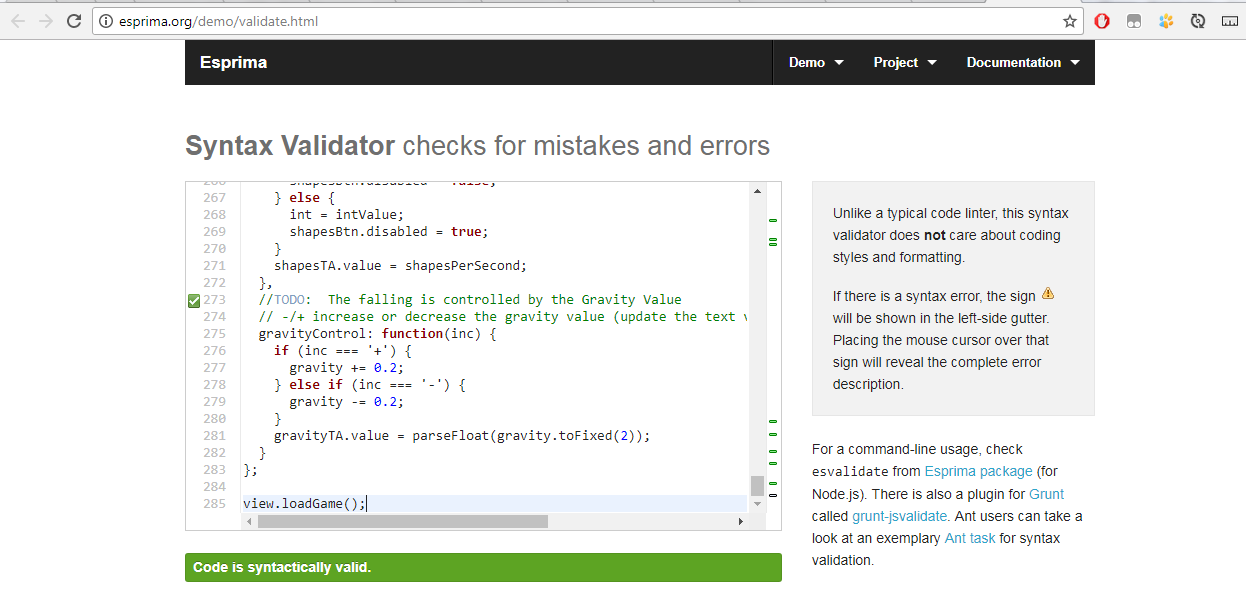 esprima.org/demo/validate.html
Esprima
Demo
Project
Documentation
Syntax Validator checks for mistakes and errors
267 } else {
268 int = intValue;
269 shapesBtn.disabled = true;
270 }
271 shapesTA.value = shapesPerSecond;
272 },
273 //TODO:  The falling is controlled by the Gravity Value
274 // -/+ increase or decrease the gravity value (update the text
275 gravityControl: function(inc) {
276 if (inc === '+') {
277 gravity += 0.2;
278 } else if (inc === '-') {
279 gravity -= 0.2;
280 }
281 gravityTA.value = parseFloat(gravity.toFixed(2));
282 }
283 };
284
285 view.loadGame();
Code is syntactically valid.
Unlike a typical code linter, this syntax
validator does not care about coding
styles and formatting.
If there is a syntax error, the sign
will be shown in the left-side gutter.
Placing the mouse cursor over that
sign will reveal the complete error
description.
For a command-line usage, check
esvalidate from Esprima package (for
Node.js). There is also a plugin for Grunt
called grunt-jsvalidate. Ant users can take a
look at an exemplary Ant task for syntax
validation.